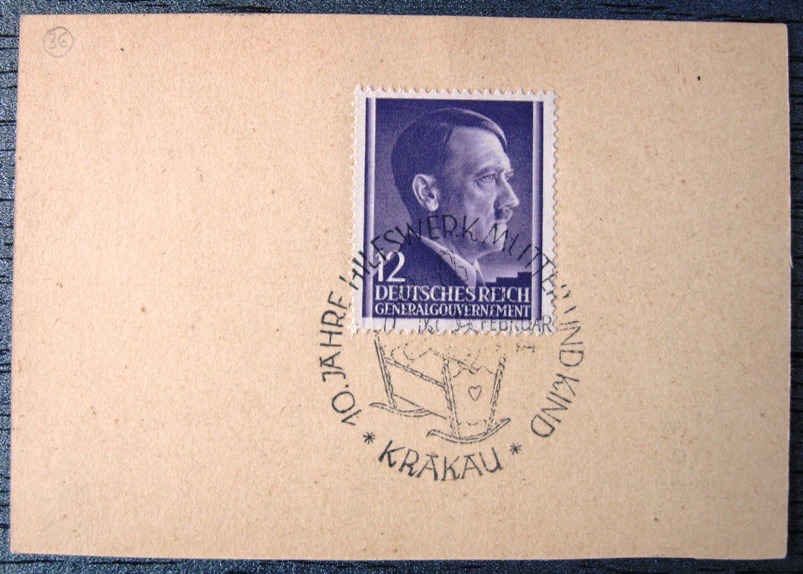 36
12
DEUTSCHES REICH
GENERALGOUVERNEMENT
FEBRUAR
10. JAHRE HILFSWERK MUTTER UND KIND
* KRAKAU *